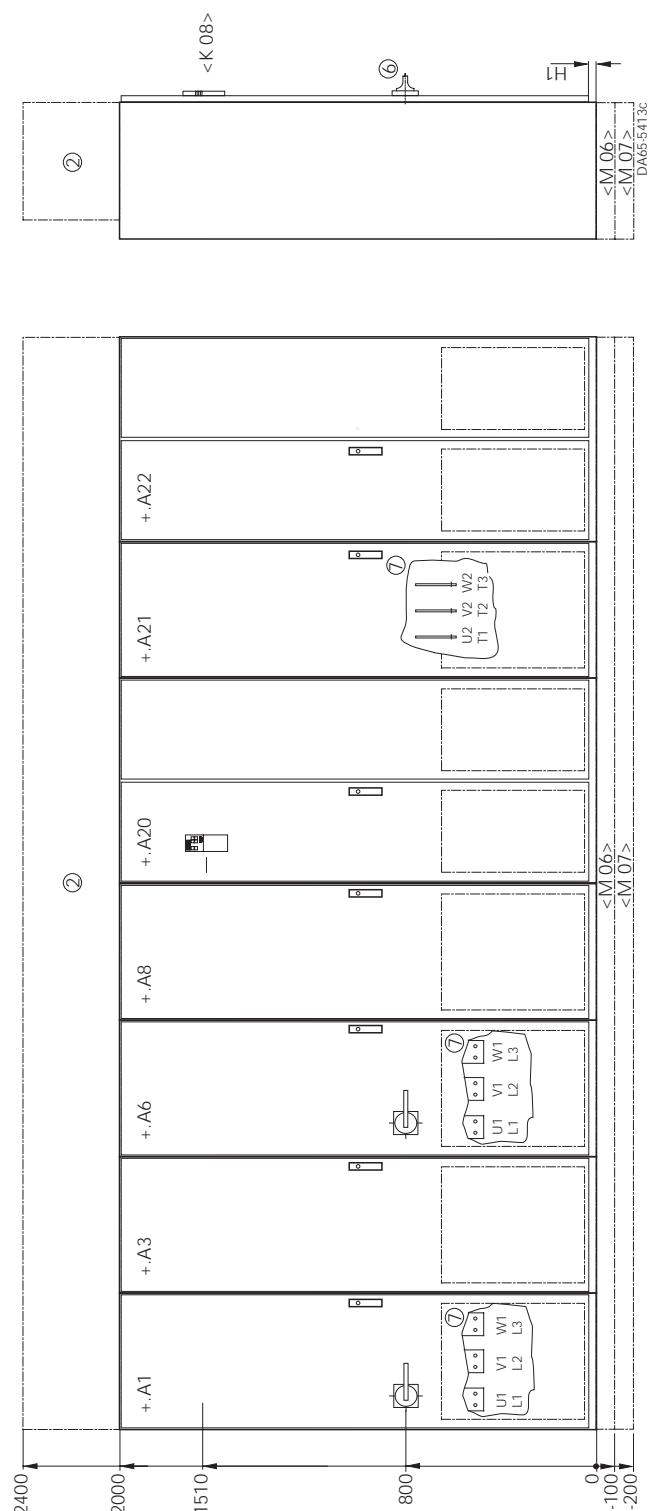 2400
2000
1510
800
0
-100
-200
②
+.A1
+.A3
+.A6
+.A8
+.A20
+.A21
+.A22
⑦
U1 V1 W1
L1 L2 L3
⑦
U1 V1 W1
L1 L2 L3
⑦
U2 V2 W2
T1 T2 T3
<M 06>
<M 07>
②
<K 08>
⑥
H1
<M 06>
<M 07>
DA65-5413c